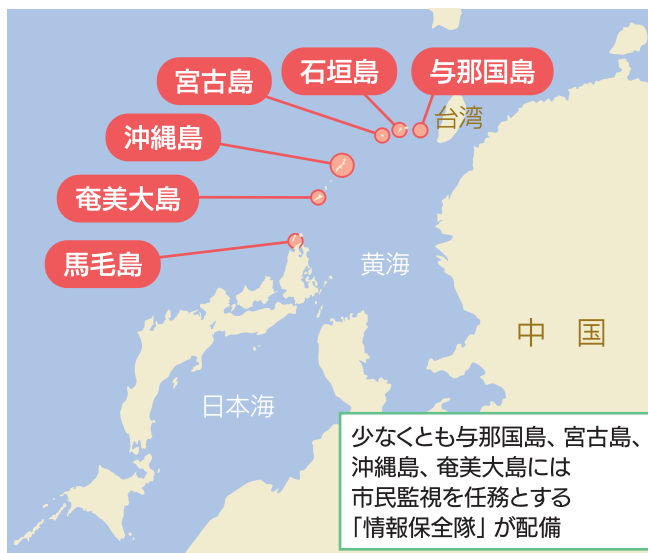 石垣島
与那国島
宮古島
台湾
沖縄島
奄美大島
馬毛島
黄海
中　国
日本海
少なくとも与那国島、宮古島、
沖縄島、奄美大島には
市民監視を任務とする
「情報保全隊」が配備